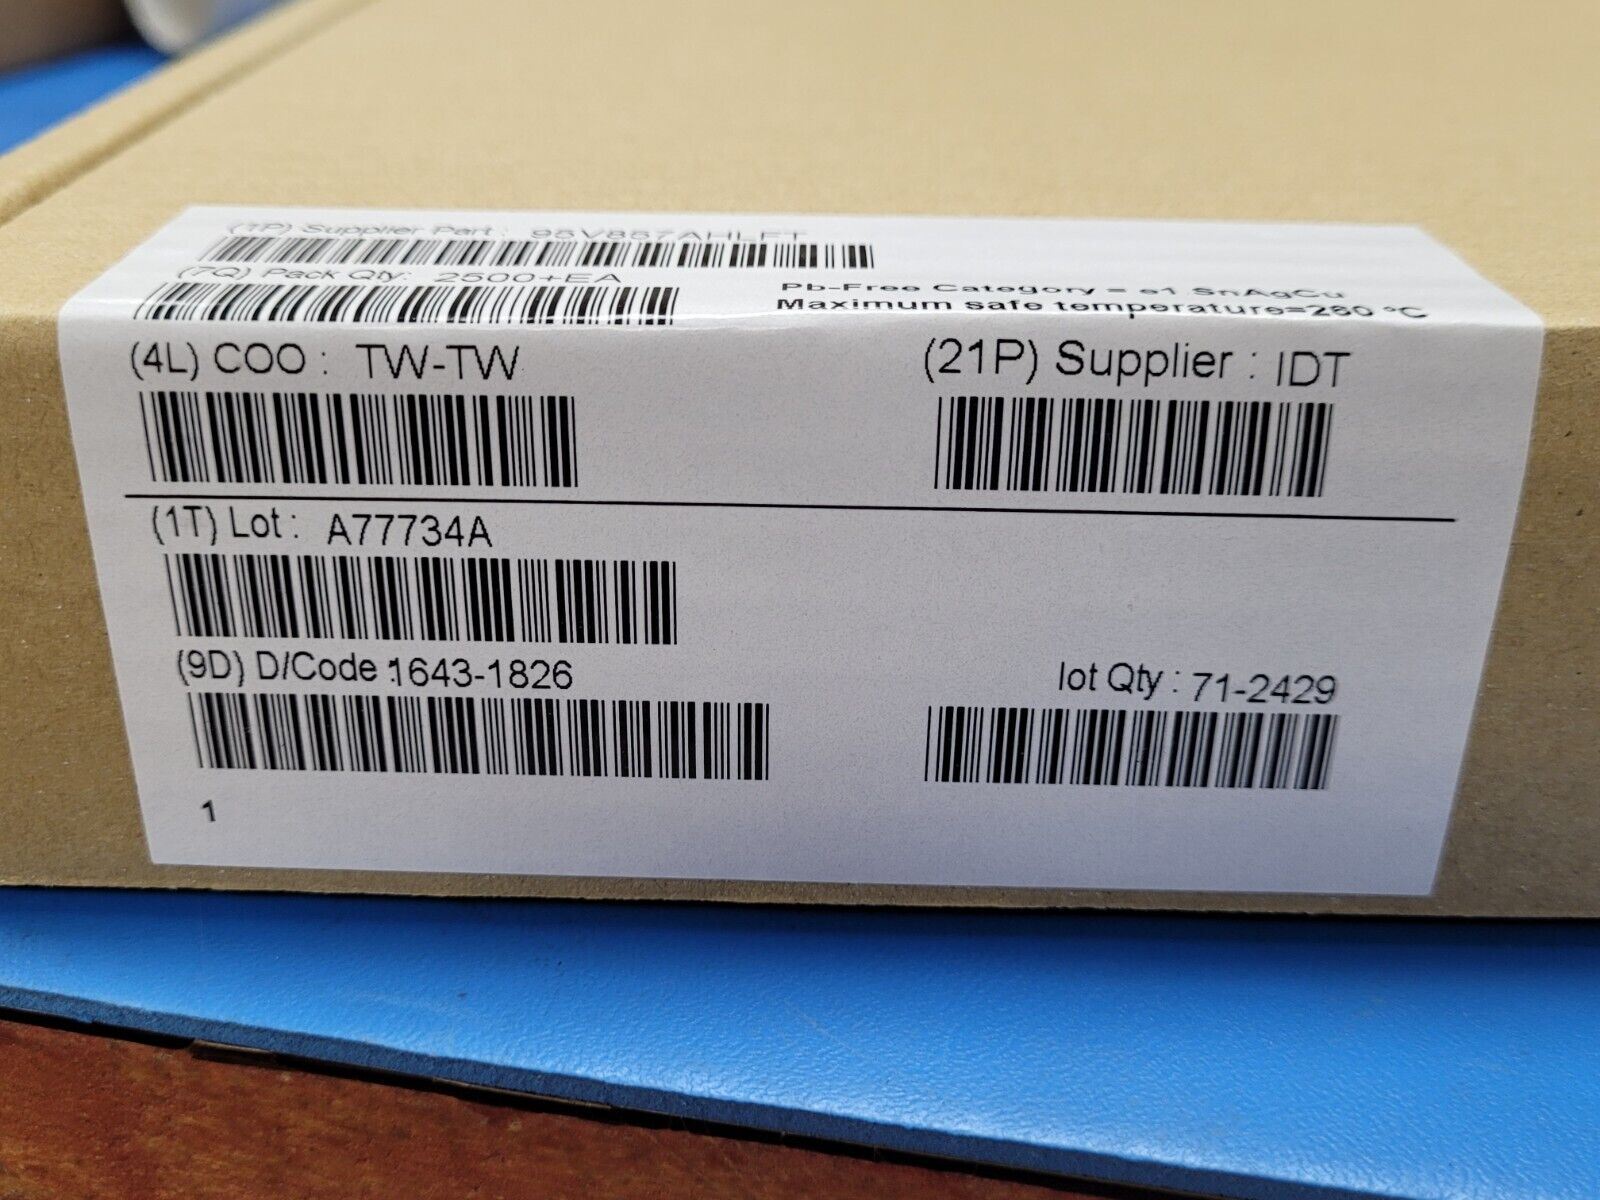 (1P) Supplier Part: 95V857AHLFT
(7Q) Pack Qty: 2500+EA
Pb-Free Category = e1 SnAgCu
Maximum safe temperature=260 °C
(4L) COO : TW-TW
(21P) Supplier : IDT
(1T) Lot : A77734A
(9D) D/Code :1643-1826
lot Qty : 71-2429
1